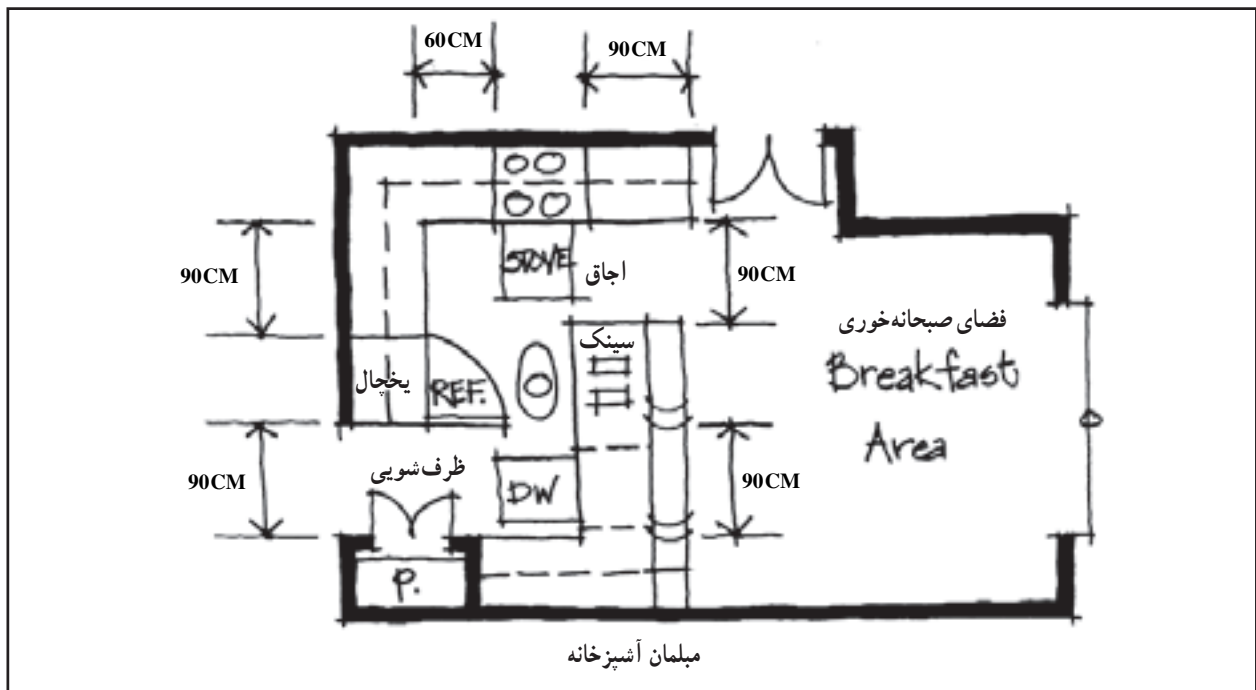 60CM
90CM
STOVE
اجاق
90CM
90CM
فضای صبحانه‌خوری
سینک
Breakfast
یخچال
REF.
Area
ظرف‌شویی
90CM
90CM
DW
P.
مبلمان آشپزخانه